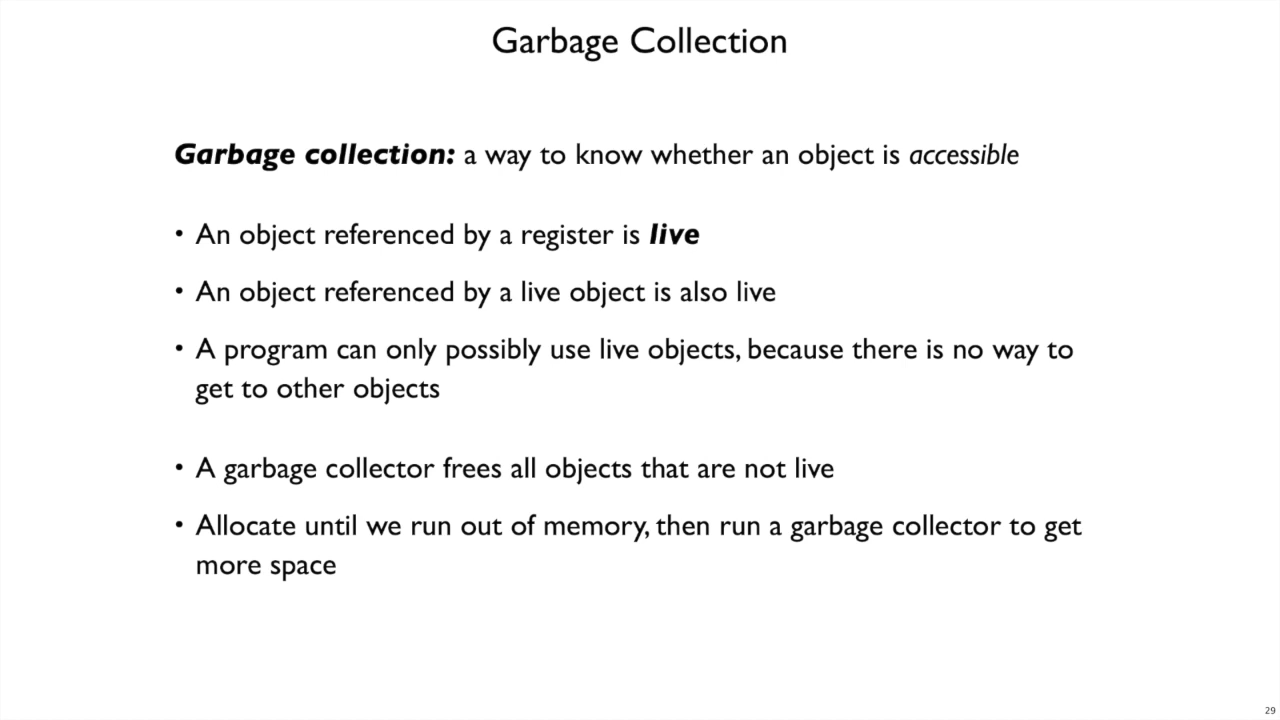 Garbage Collection
Garbage collection: a way to know whether an object is accessible
• An object referenced by a register is live
• An object referenced by a live object is also live
• A program can only possibly use live objects, because there is no way to
get to other objects
• A garbage collector frees all objects that are not live
• Allocate until we run out of memory, then run a garbage collector to get
more space
29